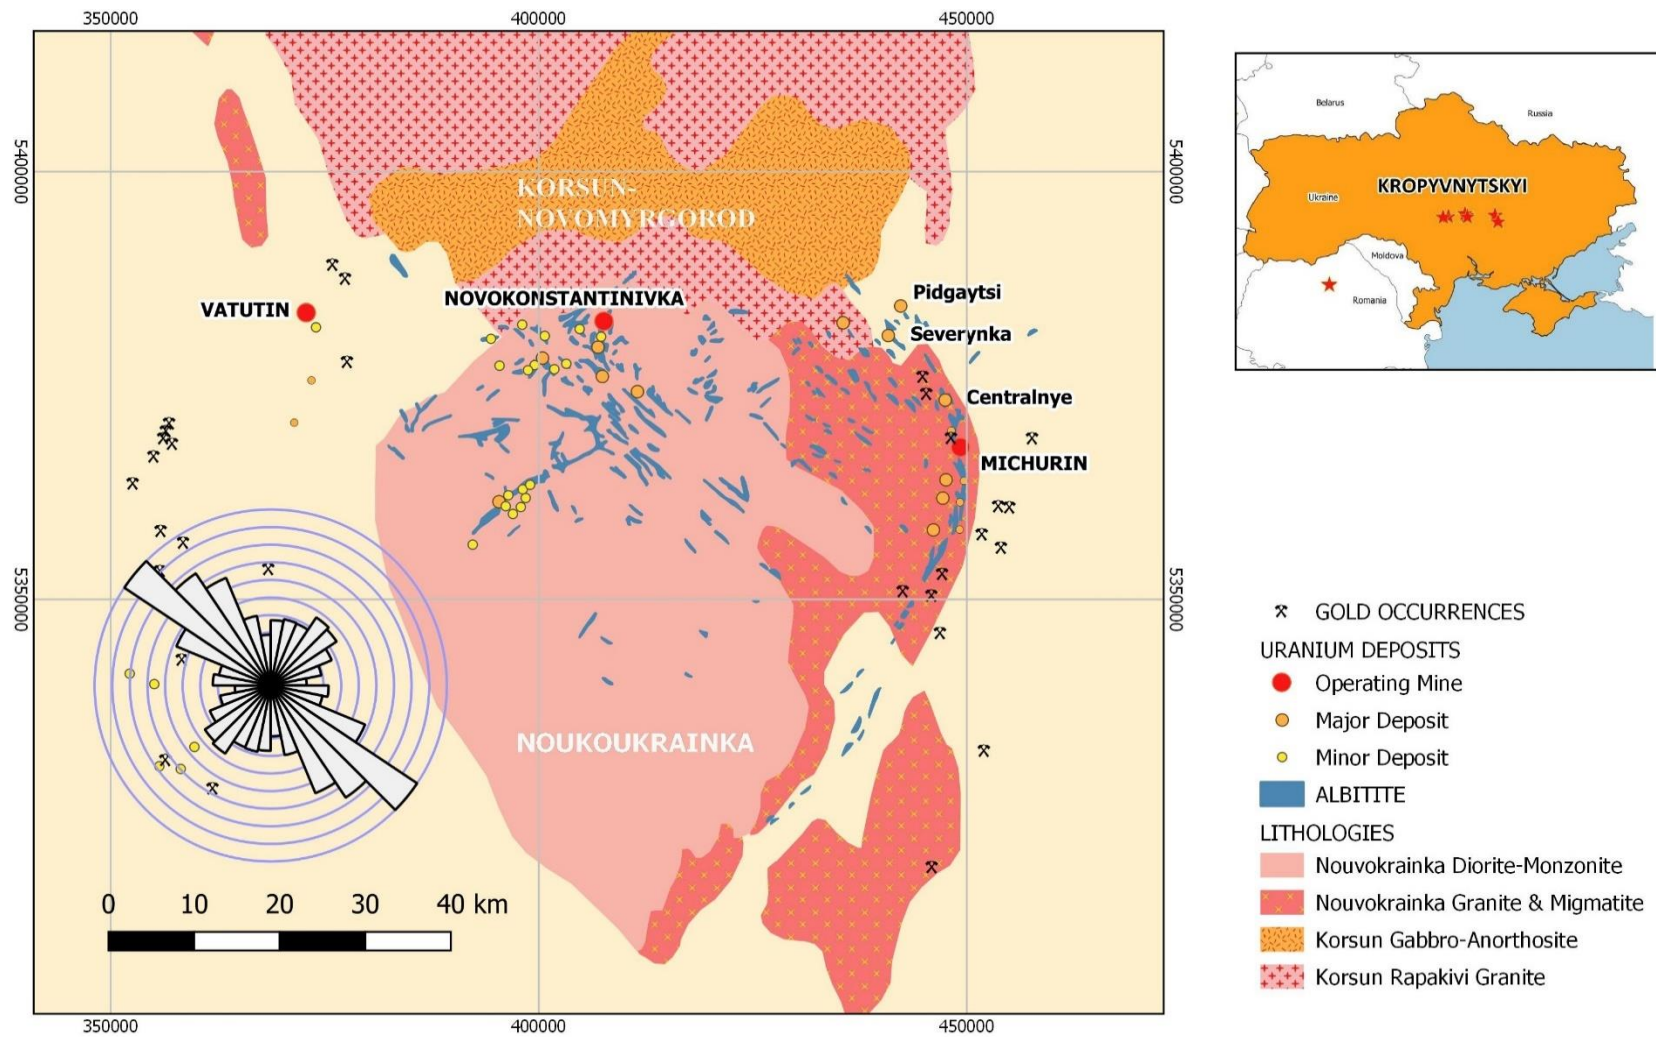 350000
400000
450000
5400000
5400000
KORSUN-
NOVOMYRGOROD
VATUTIN
NOVOKONSTANTINIVKA
Pidgaytsi
Severynka
Centralnye
MICHURIN
5350000
5350000
NOUKOUKRAINKA
0 10 20 30 40 km
350000
400000
450000
Belarus
Russia
KROPYVNYTSKYI
Ukraine
Moldova
Romania
GOLD OCCURRENCES
URANIUM DEPOSITS
Operating Mine
Major Deposit
Minor Deposit
ALBITITE
LITHOLOGIES
Nouvokrainka Diorite-Monzonite
Nouvokrainka Granite & Migmatite
Korsun Gabbro-Anorthosite
Korsun Rapakivi Granite